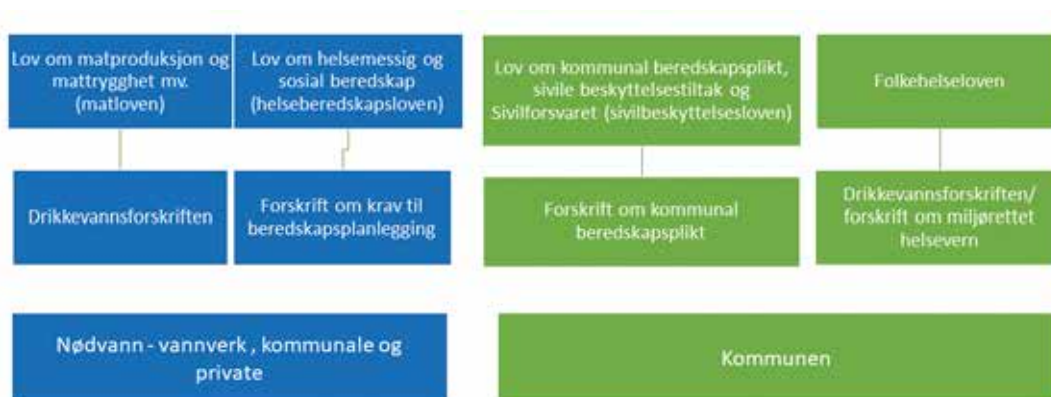 Lov om matproduksjon og
mattrygghet mv.
(matloven)
Lov om helsemessig og
sosial beredskap
(helseberedskapsloven)
Lov om kommunal beredskapsplikt,
sivile beskyttelsestiltak og
Sivilforsvaret (sivilbeskyttelsesloven)
Folkehelseloven
Drikkevannsforskriften
Forskrift om krav til
beredskapsplanlegging
Forskrift om kommunal
beredskapsplikt
Drikkevannsforskriften/
forskrift om miljørettet
helsevern
Nødvann - vannverk , kommunale og
private
Kommunen